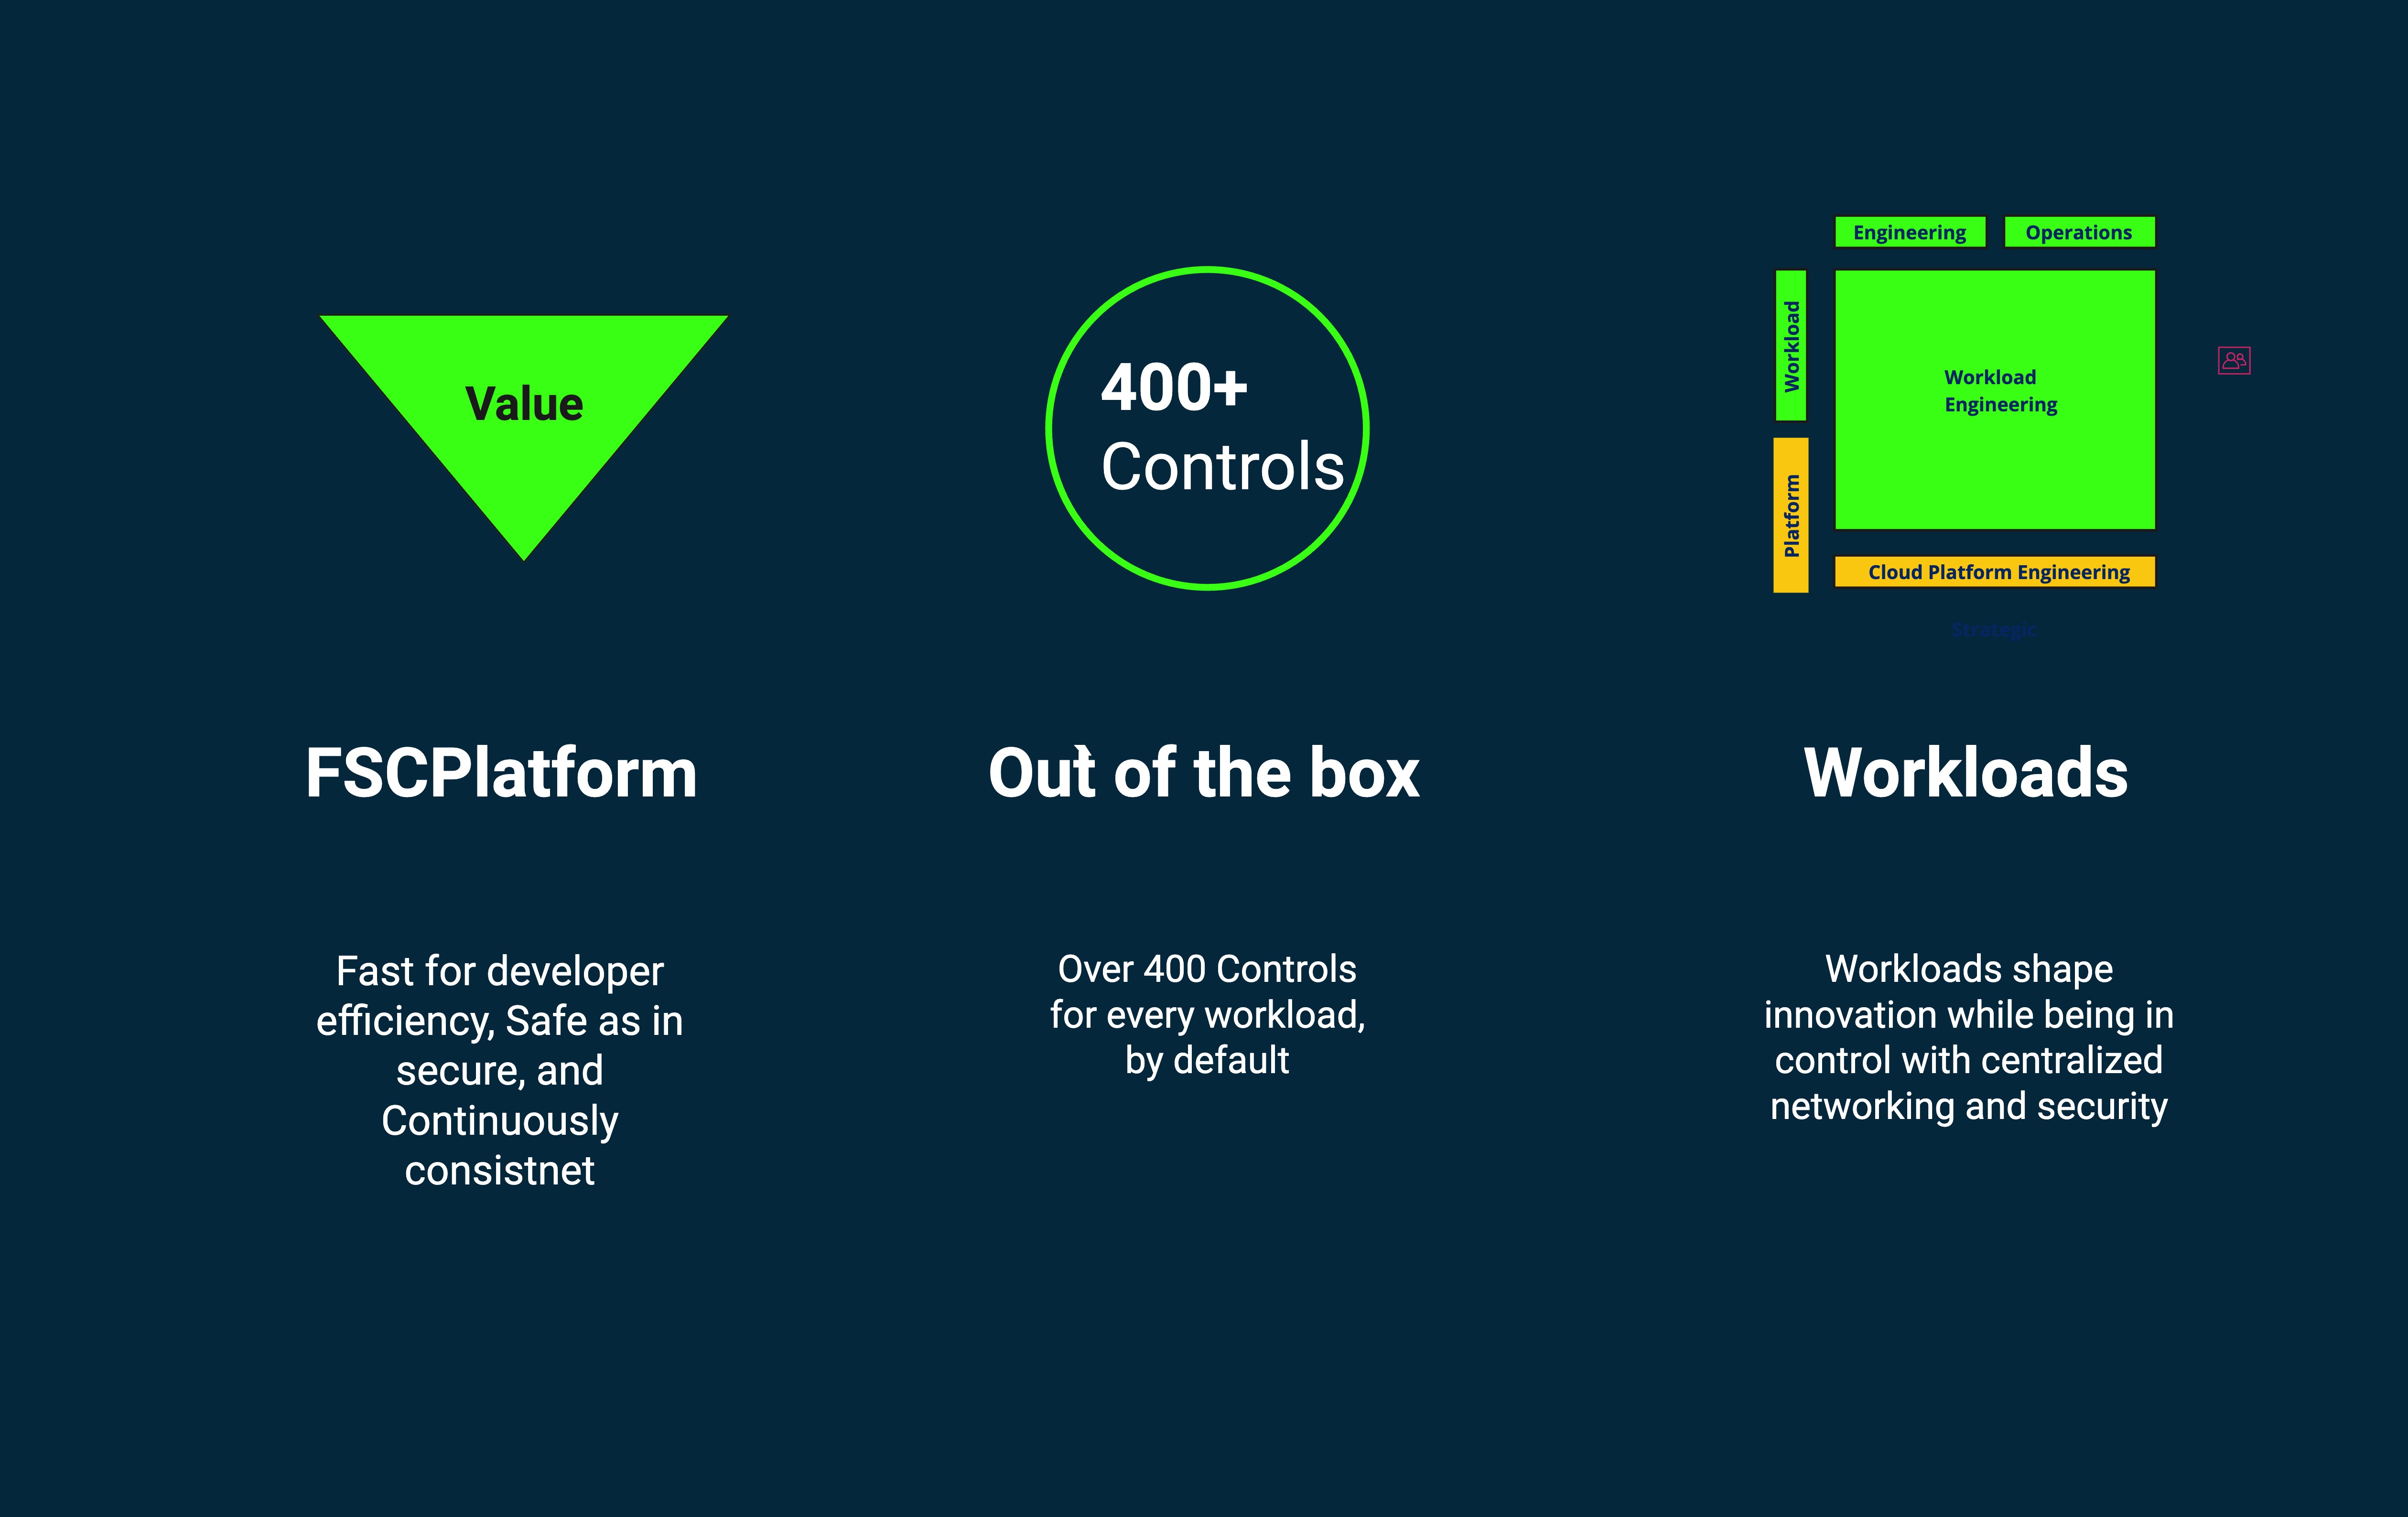 Value
400+
Controls
Engineering
Operations
Workload
Platform
Workload
Engineering
Cloud Platform Engineering
Strategic
FSCPlatform
Out̀ of the box
Workloads
Fast for developer
efficiency, Safe as in
secure, and
Continuously
consistnet
Over 400 Controls
for every workload,
by default
Workloads shape
innovation while being in
control with centralized
networking and security